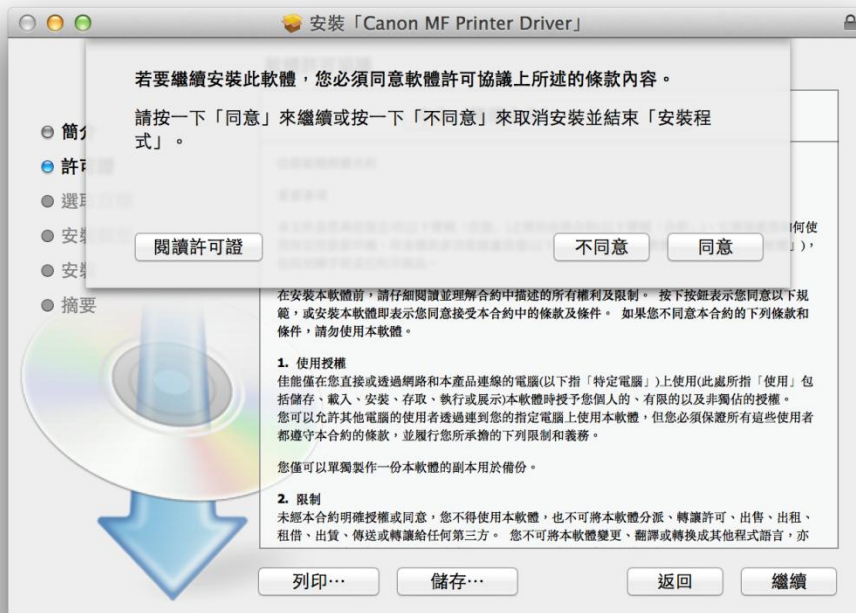 安裝「Canon MF Printer Driver」
若要繼續安裝此軟體，您必須同意軟體許可協議上所述的條款內容。
請按一下「同意」來繼續或按一下「不同意」來取消安裝並結束「安裝程
式」。
閱讀許可證
不同意
同意
簡介
許可
選取
安裝
安裝
摘要
在安裝本軟體前，請仔細閱讀並理解合約中描述的所有權利及限制。 按下按鈕表示您同意以下規
範，或安裝本軟體即表示您同意接受本合約中的條款及條件。 如果您不同意本合約的下列條款和
條件，請勿使用本軟體。
1. 使用授權
佳能僅在您直接或透過網路和本產品連線的電腦(以下指「特定電腦」)上使用(此處所指「使用」包
括儲存、載入、安裝、存取、執行或展示)本軟體時授予您個人的、有限的以及非獨佔的授權。
您可以允許其他電腦的使用者透過連到您的指定電腦上使用本軟體，但您必須保證所有這些使用者
都遵守本合約的條款，並履行您所承擔的下列限制和義務。
您僅可以單獨製作一份本軟體的副本用於備份。
2. 限制
未經本合約明確授權或同意，您不得使用本軟體，也不可將本軟體分派、轉讓許可、出售、出租、
租借、出賃、傳送或轉讓給任何第三方。 您不可將本軟體變更、翻譯或轉換成其他程式語言，亦
列印…
儲存…
返回
繼續